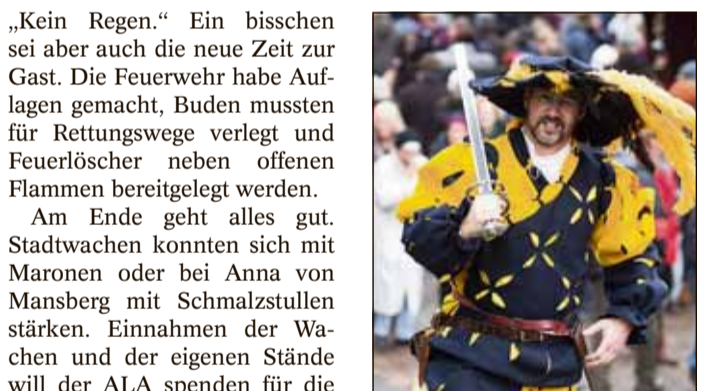 „Kein Regen.“ Ein bisschen
sei aber auch die neue Zeit zur
Gast. Die Feuerwehr habe Auf-
lagen gemacht, Buden mussten
für Rettungswege verlegt und
Feuerlöscher neben offenen
Flammen bereitgelegt werden.
Am Ende geht alles gut.
Stadtwachen konnten sich mit
Maronen oder bei Anna von
Mansberg mit Schmalzstullen
stärken. Einnahmen der Wa-
chen und der eigenen Stände
will der ALA spenden für die